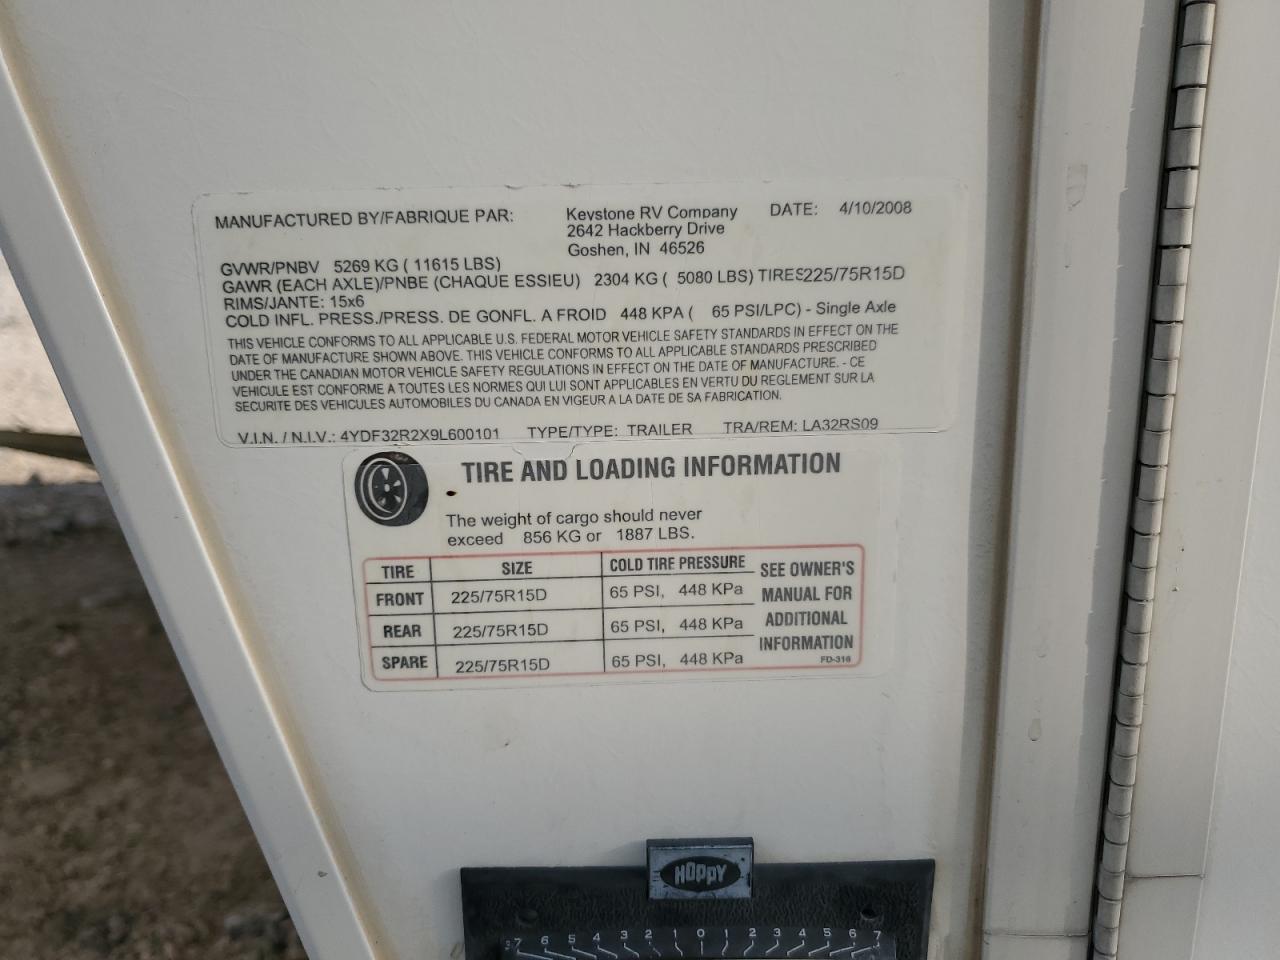 MANUFACTURED BY/FABRIQUE PAR: Keystone RV Company DATE: 4/10/2008
2642 Hackberry Drive
Goshen, IN 46526
GVWR/PNBV 5269 KG ( 11615 LBS)
GAWR (EACH AXLE)/PNBE (CHAQUE ESSIEU) 2304 KG ( 5080 LBS) TIRES225/75R15D
RIMS/JANTE: 15x6
COLD INFL. PRESS./PRESS. DE GONFL. A FROID 448 KPA ( 65 PSI/LPC) - Single Axle
THIS VEHICLE CONFORMS TO ALL APPLICABLE U.S. FEDERAL MOTOR VEHICLE SAFETY STANDARDS IN EFFECT ON THE
DATE OF MANUFACTURE SHOWN ABOVE. THIS VEHICLE CONFORMS TO ALL APPLICABLE STANDARDS PRESCRIBED
UNDER THE CANADIAN MOTOR VEHICLE SAFETY REGULATIONS IN EFFECT ON THE DATE OF MANUFACTURE. - CE
VEHICULE EST CONFORME A TOUTES LES NORMES QUI LUI SONT APPLICABLES EN VERTU DU REGLEMENT SUR LA
SECURITE DES VEHICULES AUTOMOBILES DU CANADA EN VIGEUR A LA DATE DE SA FABRICATION.
V.I.N. / N.I.V.: 4YDF32R2X9L600101 TYPE/TYPE: TRAILER TRA/REM: LA32RS09
TIRE AND LOADING INFORMATION
The weight of cargo should never
exceed 856 KG or 1887 LBS.
TIRE SIZE COLD TIRE PRESSURE
FRONT 225/75R15D 65 PSI, 448 KPa
REAR 225/75R15D 65 PSI, 448 KPa
SPARE 225/75R15D 65 PSI, 448 KPa
SEE OWNER'S
MANUAL FOR
ADDITIONAL
INFORMATION
FD-316
HOPPY
7 6 5 4 3 2 1 0 1 2 3 4 5 6 7